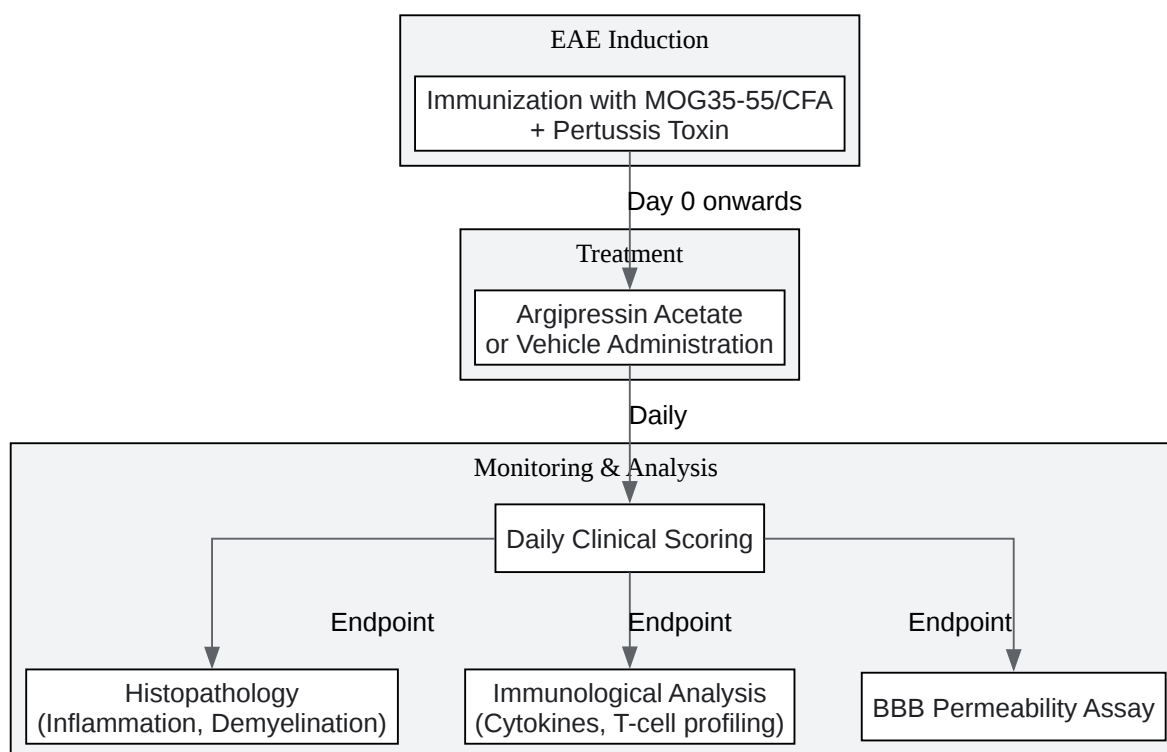 EAE Induction
Immunization with MOG35-55/CFA
+ Pertussis Toxin
Day 0 onwards
Treatment
Argipressin Acetate
or Vehicle Administration
Daily
Monitoring & Analysis
Daily Clinical Scoring
Endpoint
Endpoint
Endpoint
Histopathology
(Inflammation, Demyelination)
Immunological Analysis
(Cytokines, T-cell profiling)
BBB Permeability Assay